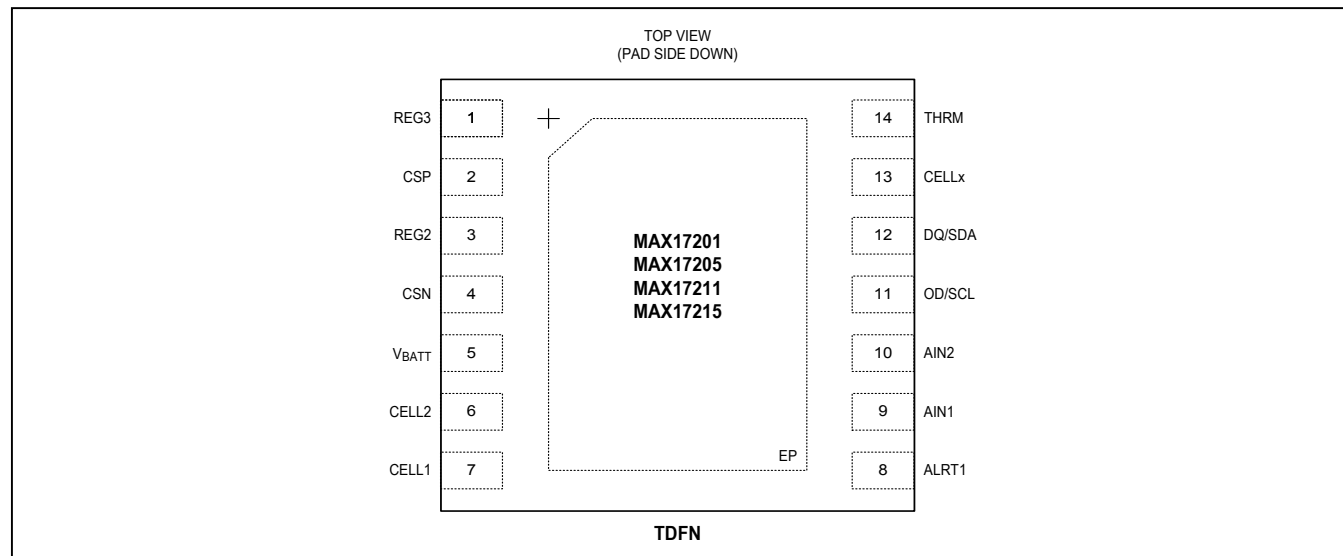 TOP VIEW
(PAD SIDE DOWN)
REG3 1
CSP 2
REG2 3
CSN 4
VBATT 5
CELL2 6
CELL1 7
MAX17201
MAX17205
MAX17211
MAX17215
EP
14 THRM
13 CELLx
12 DQ/SDA
11 OD/SCL
10 AIN2
9 AIN1
8 ALRT1
TDFN